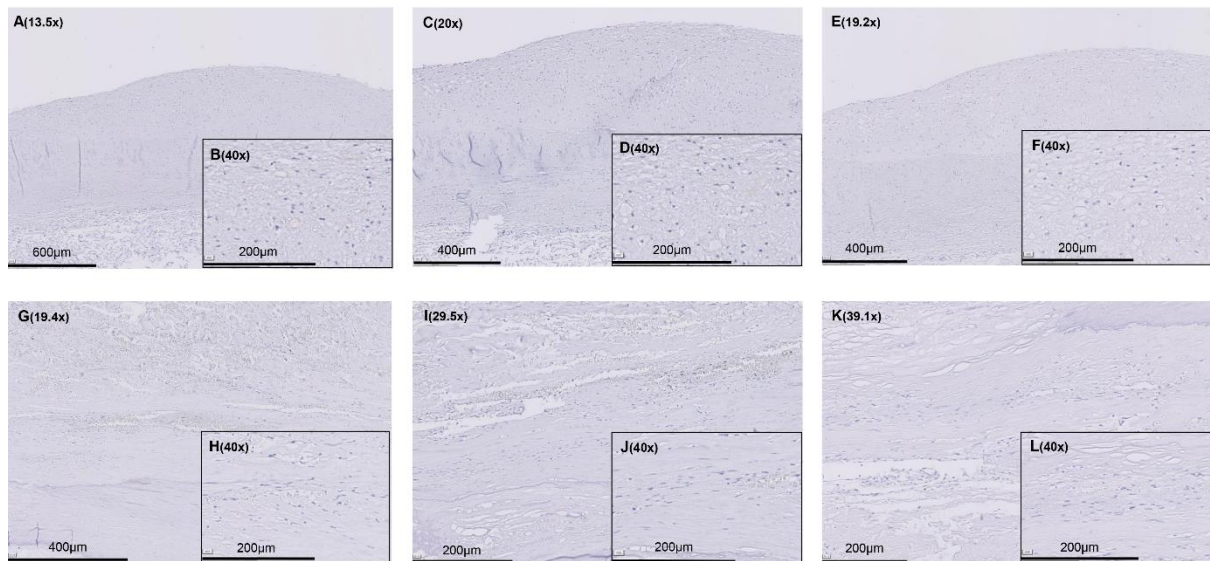 A(13.5x)
600µm
B(40x)
200µm
C(20x)
400µm
D(40x)
200µm
E(19.2x)
400µm
F(40x)
200µm
G(19.4x)
400µm
H(40x)
200µm
I(29.5x)
200µm
J(40x)
200µm
K(39.1x)
200µm
L(40x)
200µm